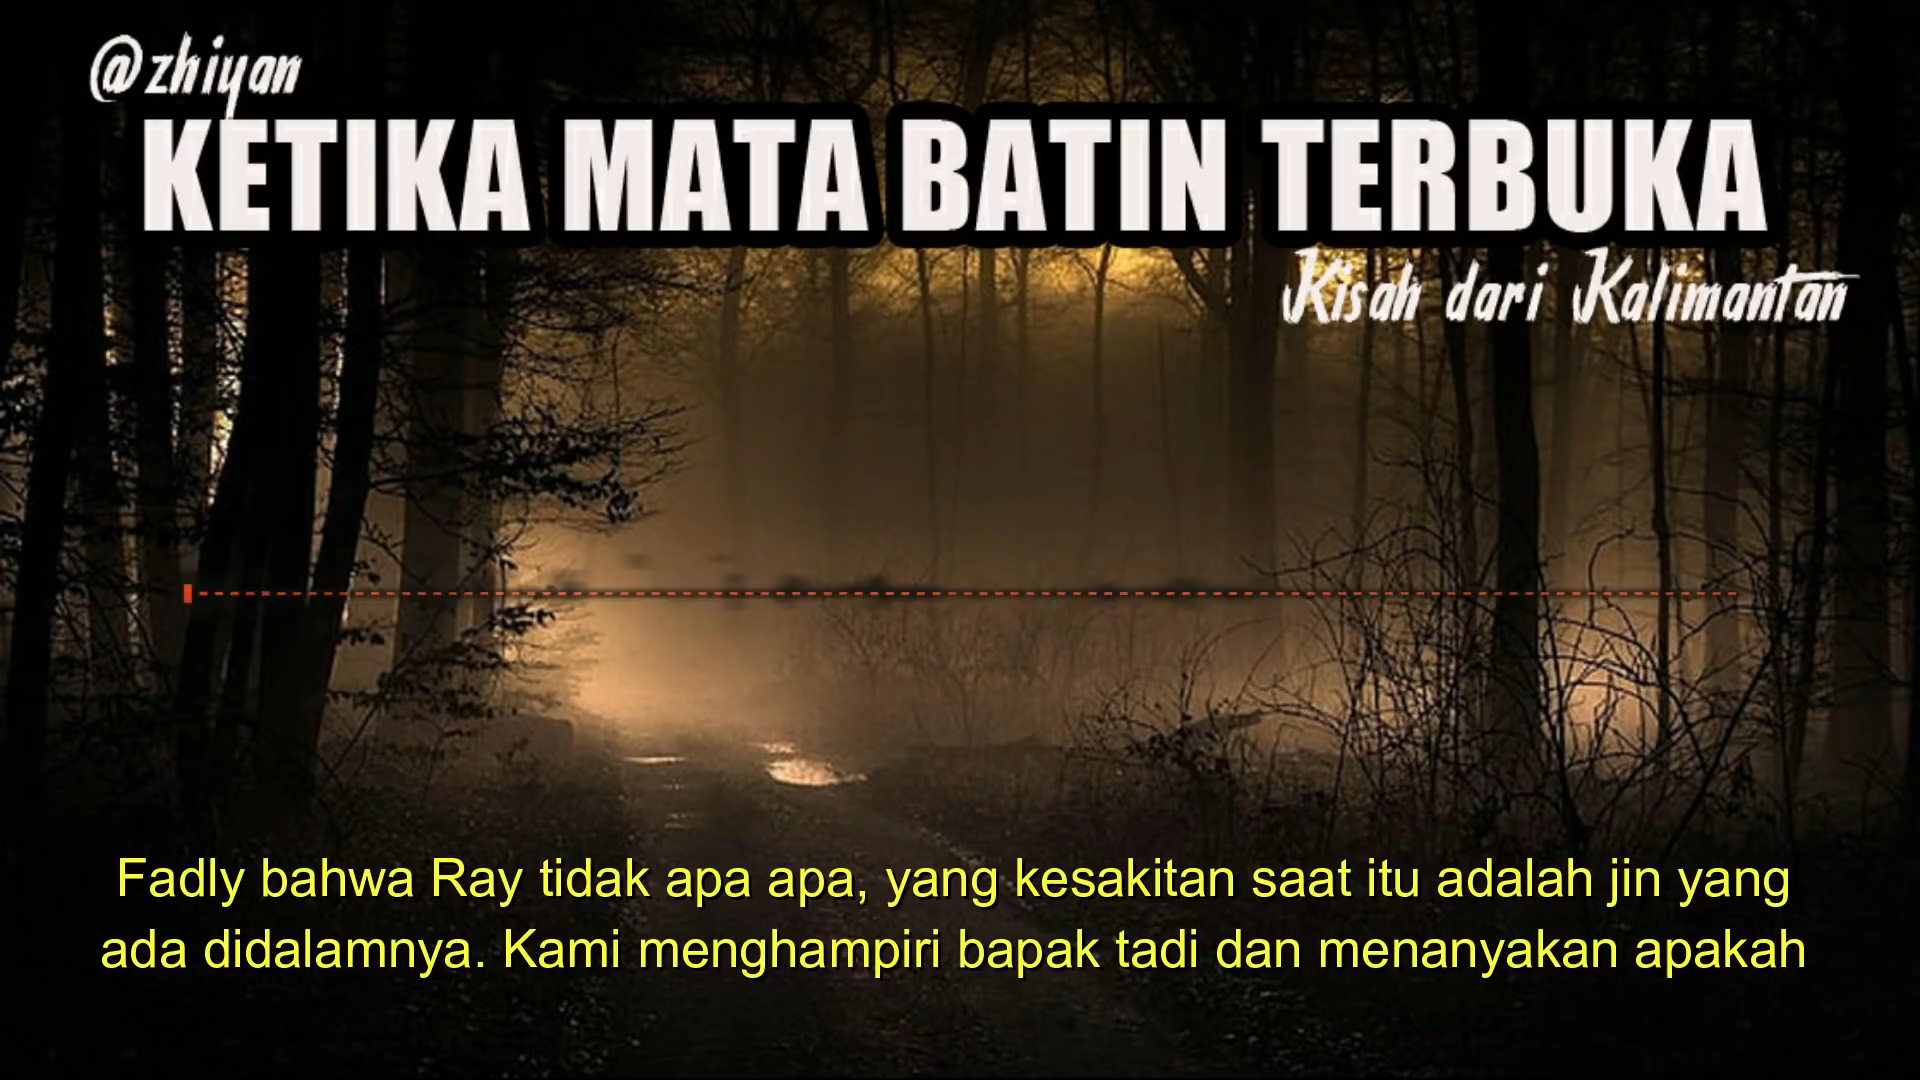 @zhiyan
KETIKA MATA BATIN TERBUKA
Kisah dari Kalimantan
Fadly bahwa Ray tidak apa apa, yang kesakitan saat itu adalah jin yang
ada didalamnya. Kami menghampiri bapak tadi dan menanyakan apakah